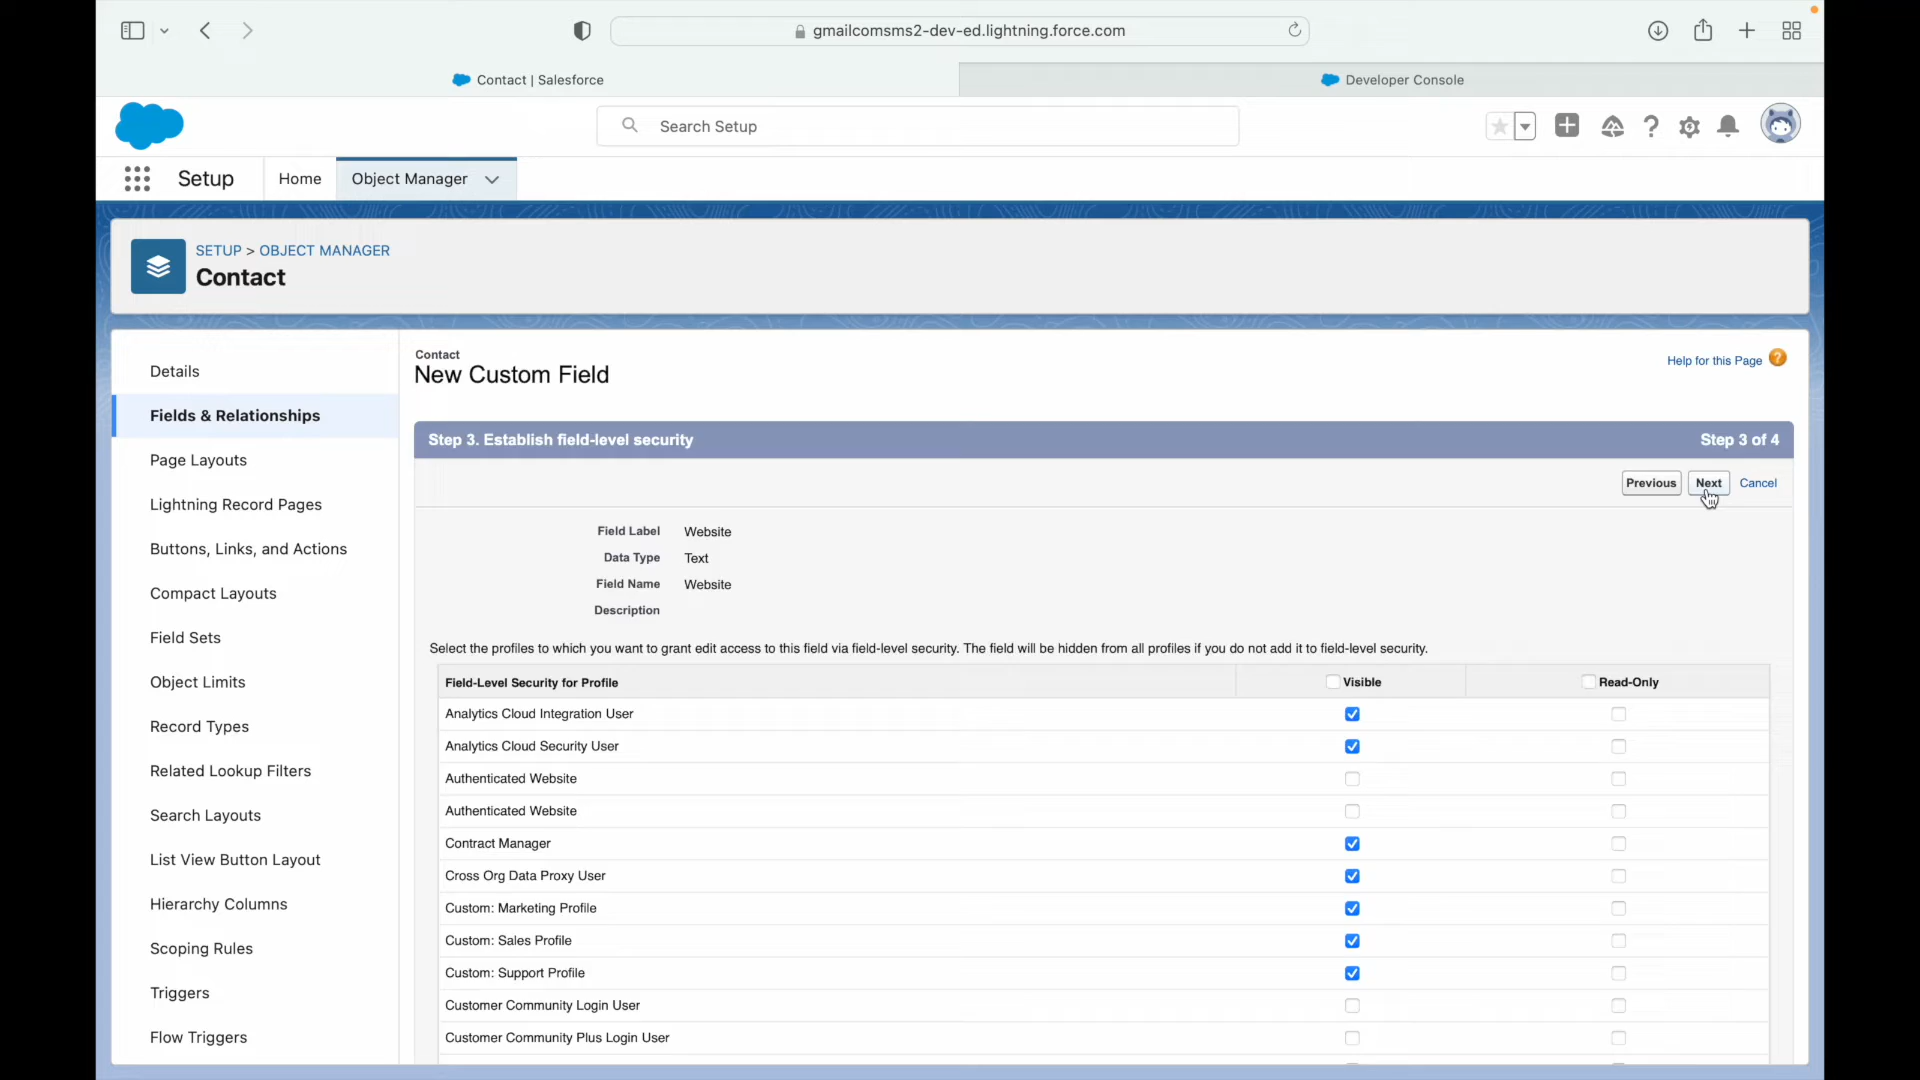 gmailcomsms2-dev-ed.lightning.force.com
Contact | Salesforce
Developer Console
Search Setup
Setup
Home
Object Manager
SETUP > OBJECT MANAGER
Contact
Details
Fields & Relationships
Page Layouts
Lightning Record Pages
Buttons, Links, and Actions
Compact Layouts
Field Sets
Object Limits
Record Types
Related Lookup Filters
Search Layouts
List View Button Layout
Hierarchy Columns
Scoping Rules
Triggers
Flow Triggers
Contact
New Custom Field
Help for this Page ?
Step 3. Establish field-level security Step 3 of 4
Previous Next Cancel
Field Label Website
Data Type Text
Field Name Website
Description
Select the profiles to which you want to grant edit access to this field via field-level security. The field will be hidden from all profiles if you do not add it to field-level security.
Field-Level Security for Profile Visible Read-Only
Analytics Cloud Integration User
Analytics Cloud Security User
Authenticated Website
Authenticated Website
Contract Manager
Cross Org Data Proxy User
Custom: Marketing Profile
Custom: Sales Profile
Custom: Support Profile
Customer Community Login User
Customer Community Plus Login User